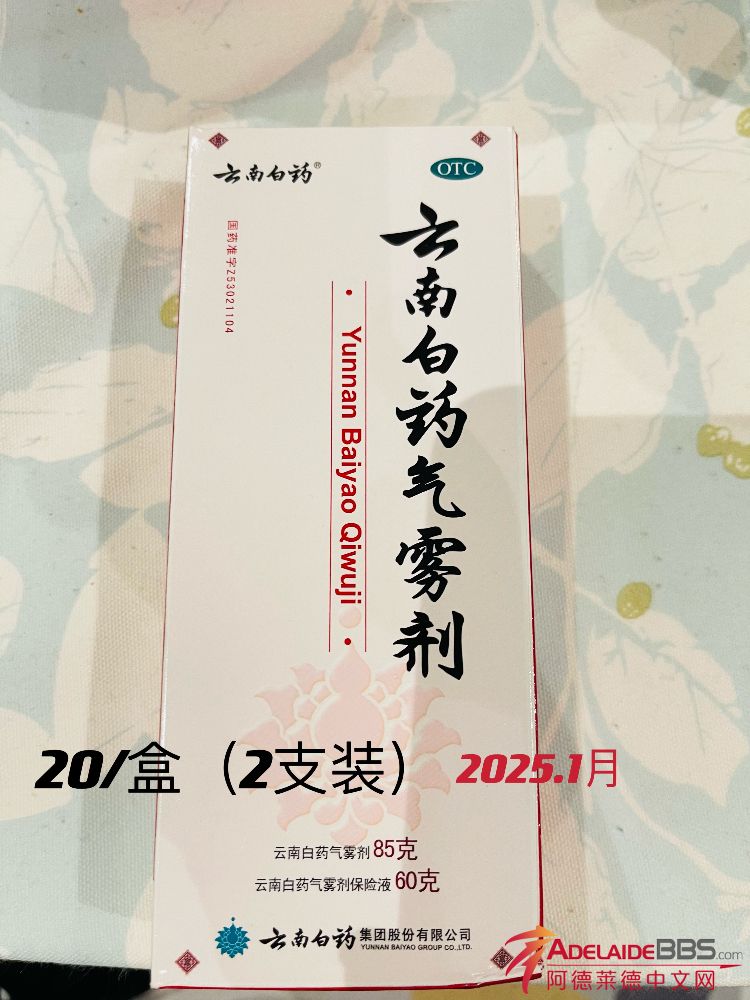 云南白药®
OTC
国药准字Z53021104
云南白药气雾剂
· Yunnan Baiyao Qiwuji ·
20/盒（2支装）
2025.1月
云南白药气雾剂 85克
云南白药气雾剂保险液 60克
云南白药集团股份有限公司
YUNNAN BAIYAO GROUP CO.,LTD.
ADELAIDEBBS.com
阿德莱德中文网